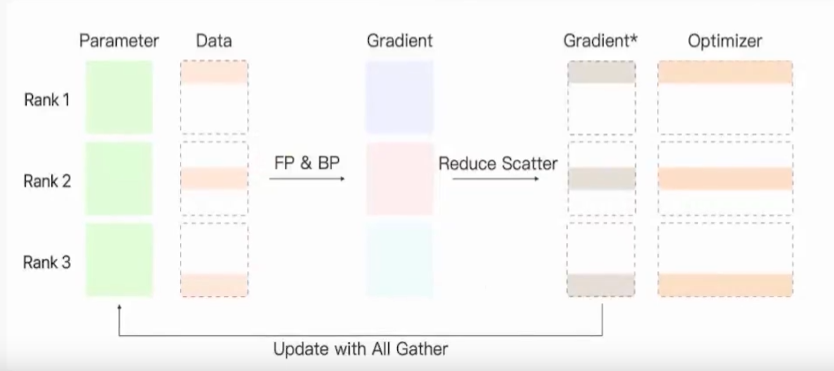 Parameter Data Gradient Gradient* Optimizer
Rank 1
FP & BP Reduce Scatter
Rank 2
Rank 3
Update with All Gather